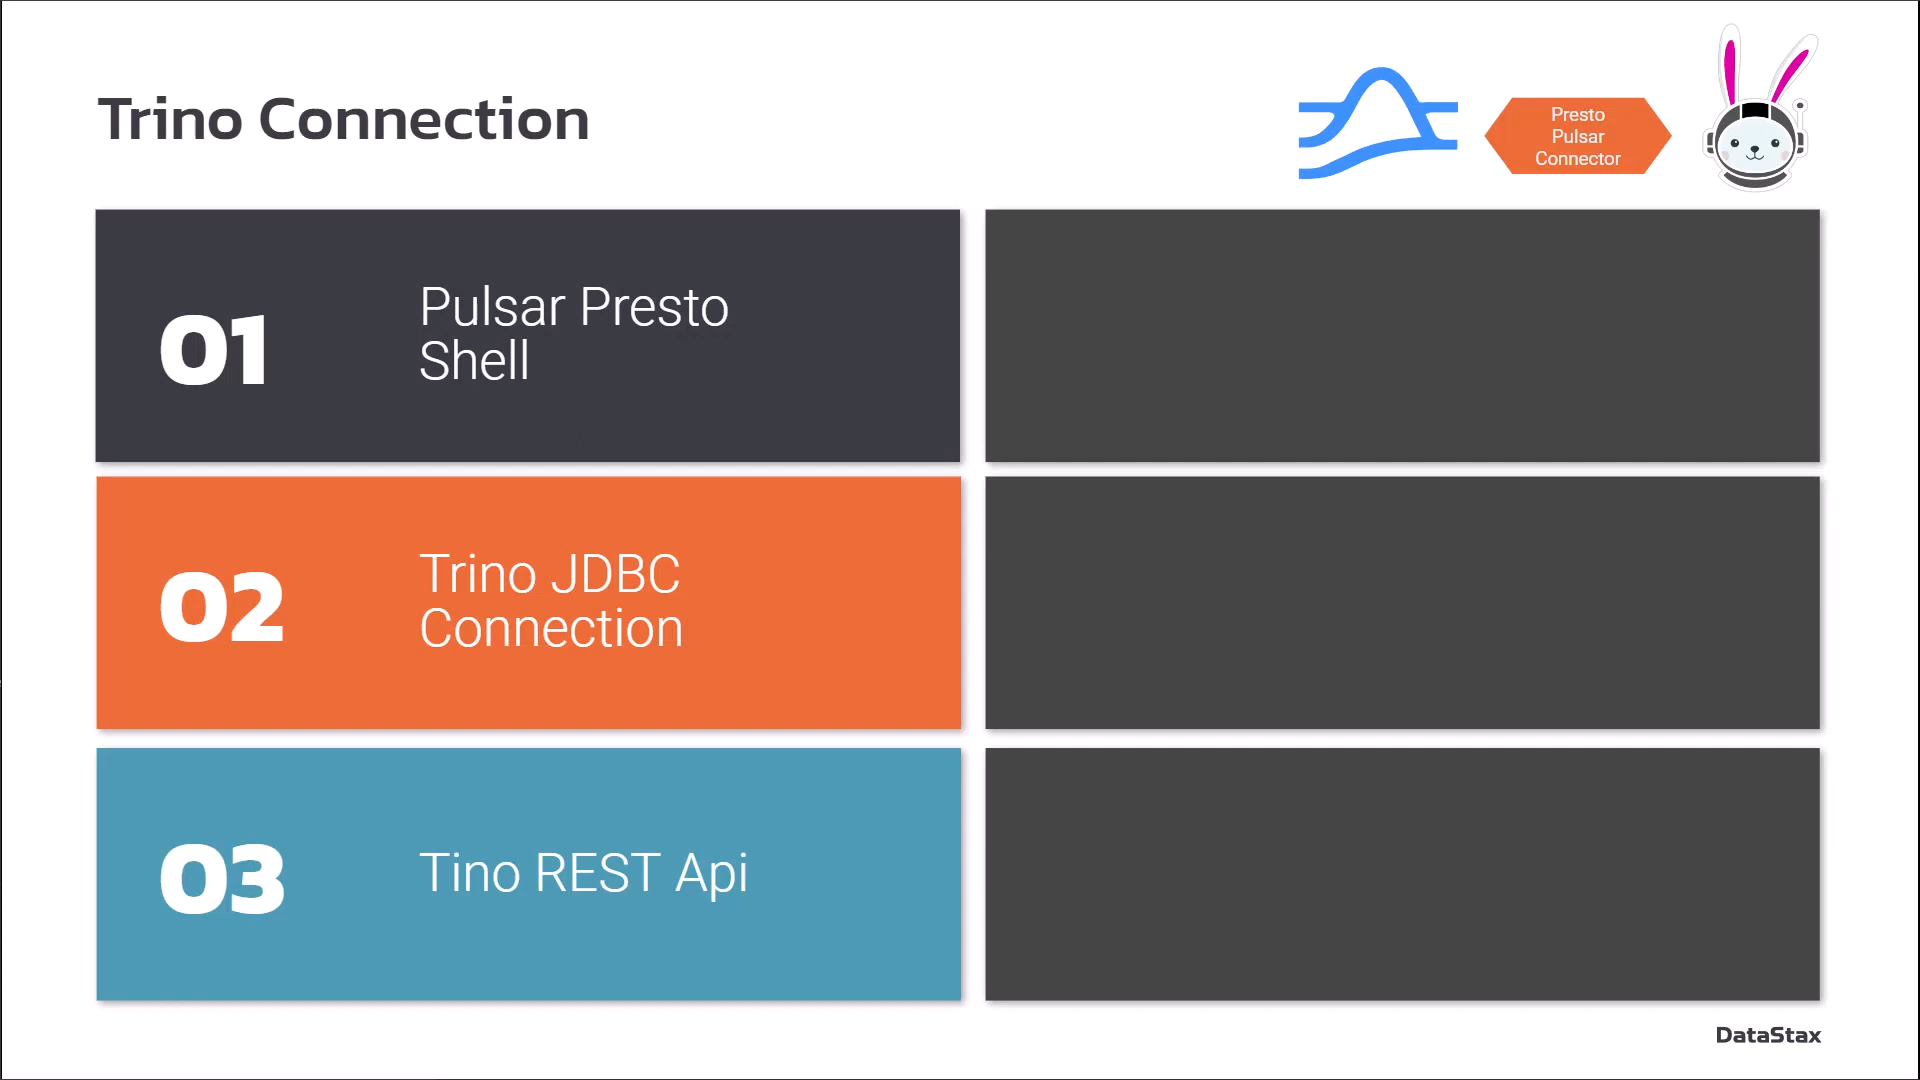 Trino Connection
Presto
Pulsar
Connector
01
Pulsar Presto
Shell
02
Trino JDBC
Connection
03
Tino REST Api
DataStax